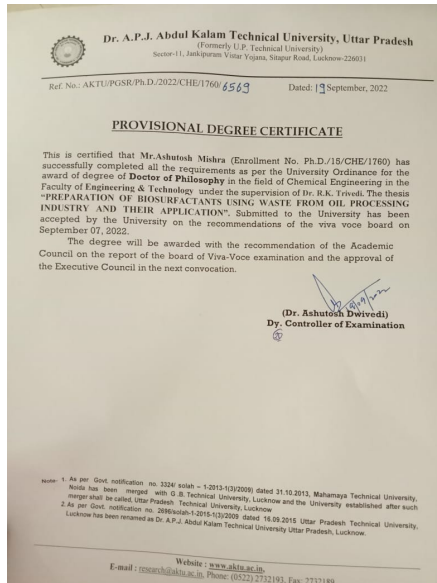 Dr. A.P.J. Abdul Kalam Technical University, Uttar Pradesh
(Formerly U.P. Technical University)
Sector-11, Jankipuram Vistar Yojana, Sitapur Road, Lucknow-226031
Ref. No.: AKTU/PGSR/Ph.D./2022/CHE/1760/6569 Dated: 19 September, 2022
PROVISIONAL DEGREE CERTIFICATE
This is certified that Mr.Ashutosh Mishra (Enrollment No. Ph.D./15/CHE/1760) has
successfully completed all the requirements as per the University Ordinance for the
award of degree of Doctor of Philosophy in the field of Chemical Engineering in the
Faculty of Engineering & Technology under the supervision of Dr. R.K. Trivedi. The thesis
"PREPARATION OF BIOSURFACTANTS USING WASTE FROM OIL PROCESSING
INDUSTRY AND THEIR APPLICATION". Submitted to the University has been
accepted by the University on the recommendations of the viva voce board on
September 07, 2022.
The degree will be awarded with the recommendation of the Academic
Council on the report of the board of Viva-Voce examination and the approval of
the Executive Council in the next convocation.
19/09/2022
(Dr. Ashutosh Dwivedi)
Dy. Controller of Examination
Note- 1. As per Govt. notification no. 3324/ solah - 1-2013-1(3)/2009) dated 31.10.2013, Mahamaya Technical University,
Noida has been merged with G.B. Technical University, Lucknow and the University established after such
merger shall be called, Uttar Pradesh Technical University, Lucknow
2. As per Govt. notification no. 2696/solah-1-2015-1(3)/2009 dated 16.09.2015 Uttar Pradesh Technical University,
Lucknow has been renamed as Dr. A.P.J. Abdul Kalam Technical University Uttar Pradesh, Lucknow.
Website : www.aktu.ac.in,
E-mail : research@aktu.ac.in, Phone: (0522) 2732193, Fax: 2732189